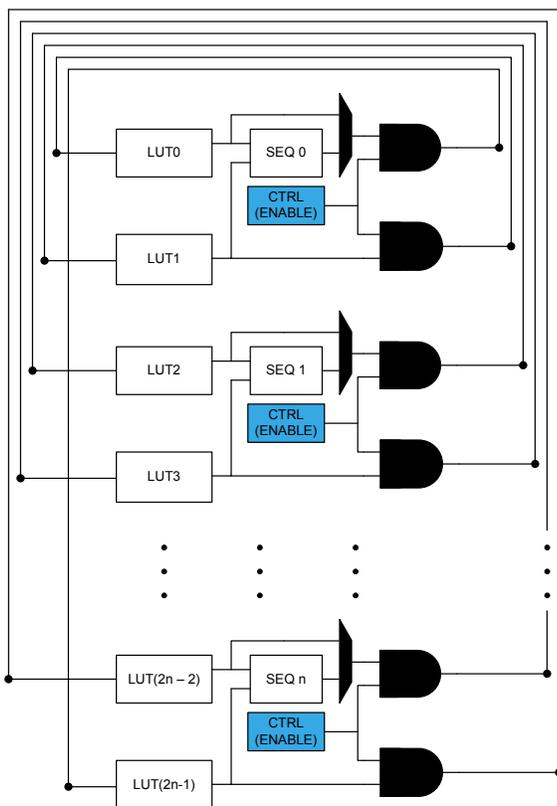 LUT0
SEQ 0
CTRL
(ENABLE)
LUT1
LUT2
SEQ 1
CTRL
(ENABLE)
LUT3
LUT(2n – 2)
SEQ n
CTRL
(ENABLE)
LUT(2n-1)